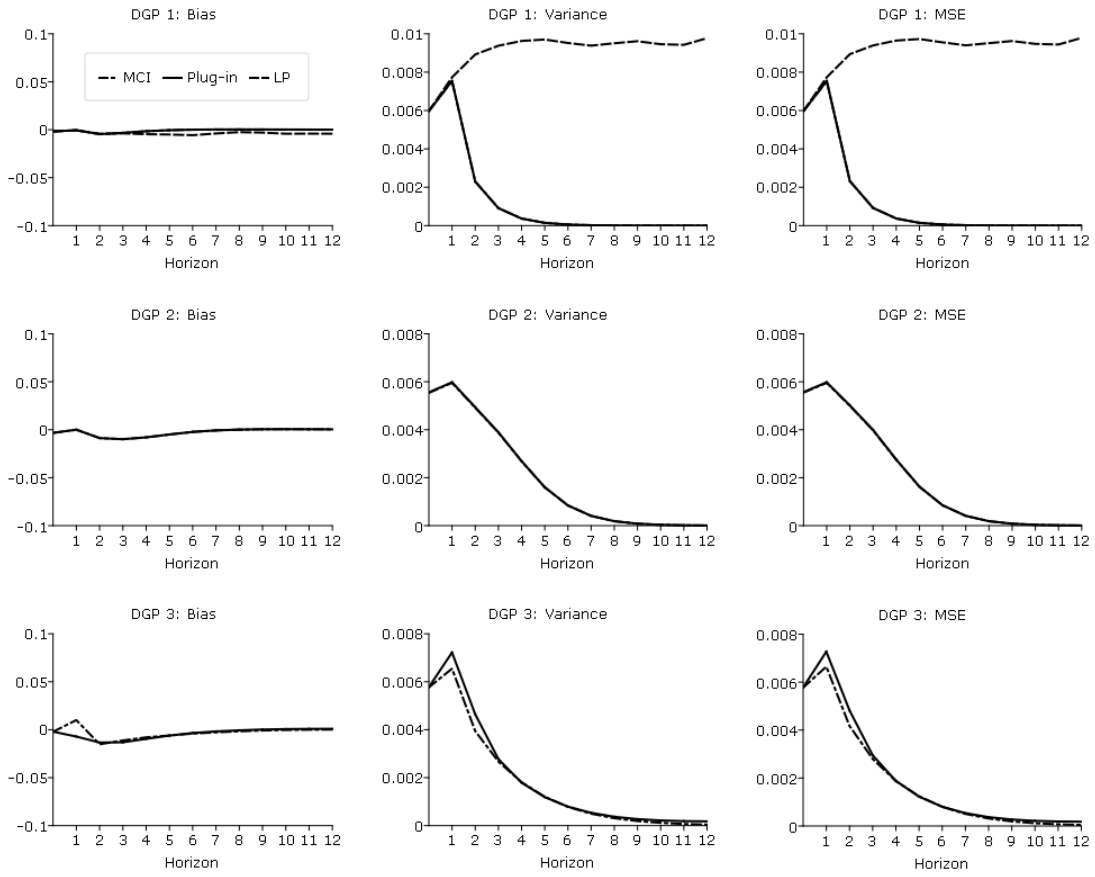 DGP 1: Bias
DGP 1: Variance
DGP 1: MSE
0.1
0.05
0
-0.05
-0.1
MCI Plug-in LP
1 2 3 4 5 6 7 8 9 10 11 12
Horizon
0.01
0.008
0.006
0.004
0.002
0
1 2 3 4 5 6 7 8 9 10 11 12
Horizon
0.01
0.008
0.006
0.004
0.002
0
1 2 3 4 5 6 7 8 9 10 11 12
Horizon
DGP 2: Bias
DGP 2: Variance
DGP 2: MSE
0.1
0.05
0
-0.05
-0.1
1 2 3 4 5 6 7 8 9 10 11 12
Horizon
0.008
0.006
0.004
0.002
0
1 2 3 4 5 6 7 8 9 10 11 12
Horizon
0.008
0.006
0.004
0.002
0
1 2 3 4 5 6 7 8 9 10 11 12
Horizon
DGP 3: Bias
DGP 3: Variance
DGP 3: MSE
0.1
0.05
0
-0.05
-0.1
1 2 3 4 5 6 7 8 9 10 11 12
Horizon
0.008
0.006
0.004
0.002
0
1 2 3 4 5 6 7 8 9 10 11 12
Horizon
0.008
0.006
0.004
0.002
0
1 2 3 4 5 6 7 8 9 10 11 12
Horizon